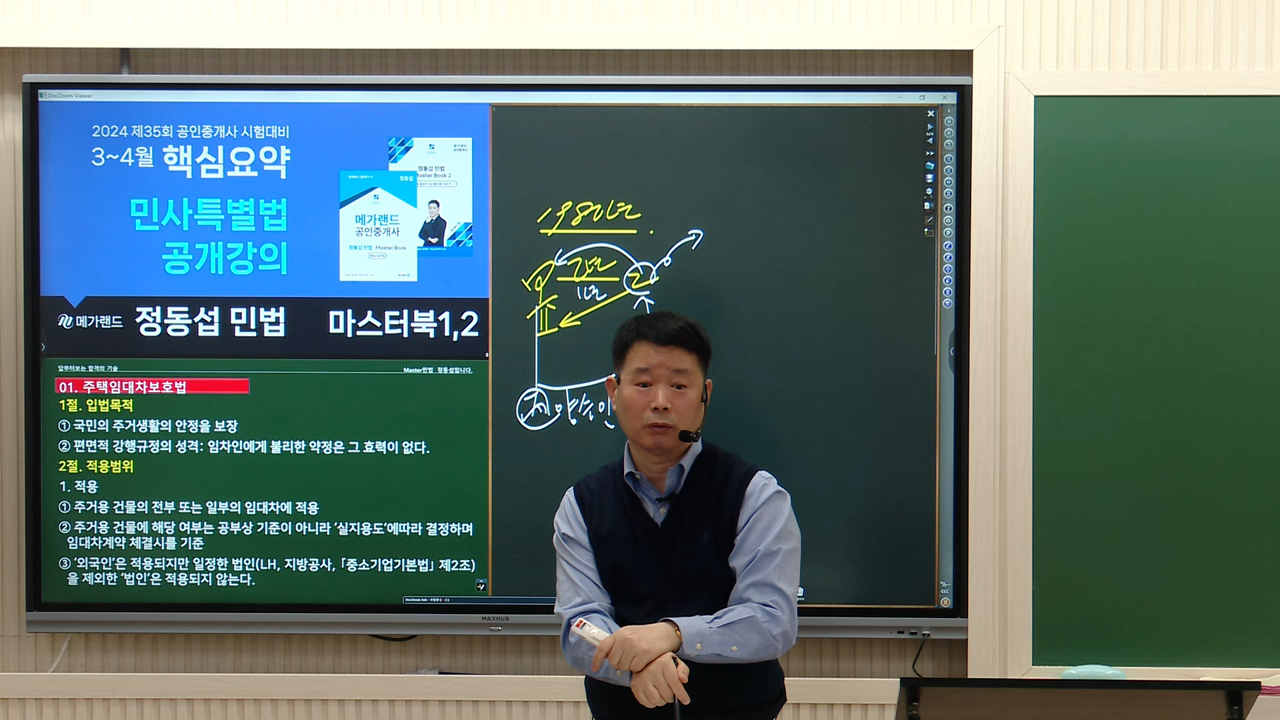 DocZoom Viewer
2024 제35회 공인중개사 시험대비
3~4월 핵심요약
민사특별법
공개강의
정동섭 민법
Master Book 2
정동섭
메가랜드
공인중개사
정동섭 민법 Master Book
메가랜드 정동섭 민법 마스터북1,2
앞부터보는 합격의 기술
Master민법 정동섭입니다.
01. 주택임대차보호법
1절. 입법목적
① 국민의 주거생활의 안정을 보장
② 편면적 강행규정의 성격: 임차인에게 불리한 약정은 그 효력이 없다.
2절. 적용범위
1. 적용
① 주거용 건물의 전부 또는 일부의 임대차에 적용
② 주거용 건물에 해당 여부는 공부상 기준이 아니라 '실지용도'에따라 결정하며
임대차계약 체결시를 기준
③ '외국인'은 적용되지만 일정한 법인(LH, 지방공사, 「중소기업기본법」 제2조)
을 제외한 '법인'은 적용되지 않는다.
1980년
2년
1년
양수인
MAXHUB